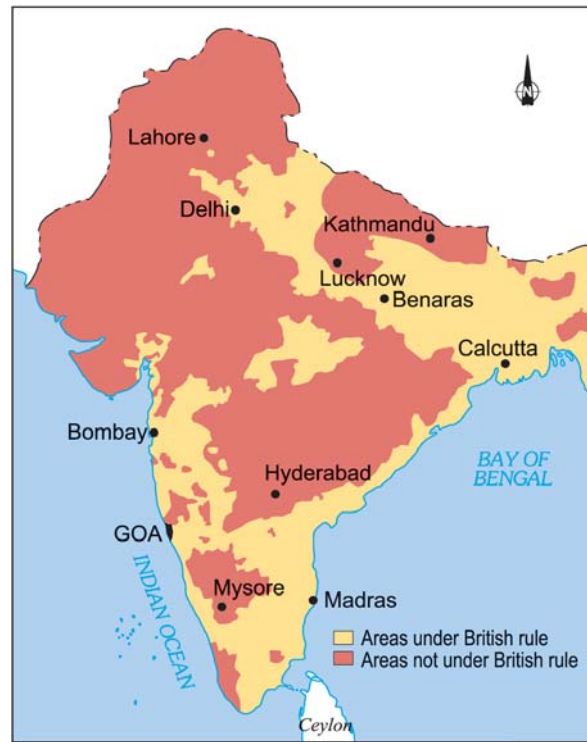 N
Lahore
Delhi
Kathmandu
Lucknow
Benaras
Calcutta
Bombay
BAY OF
BENGAL
Hyderabad
GOA
INDIAN OCEAN
Mysore
Madras
Areas under British rule
Areas not under British rule
Ceylon